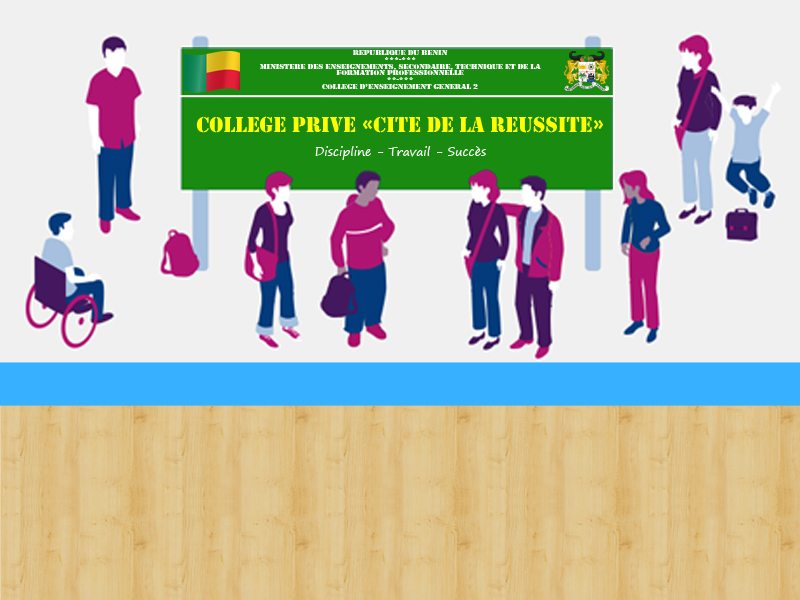 REPUBLIQUE DU BENIN
***-***
MINISTERE DES ENSEIGNEMENTS, SECONDAIRE, TECHNIQUE ET DE LA
FORMATION PROFESSIONNELLE
***-***
COLLEGE D'ENSEIGNEMENT GENERAL 2
COLLEGE PRIVE «CITE DE LA REUSSITE»
Discipline - Travail - Succès